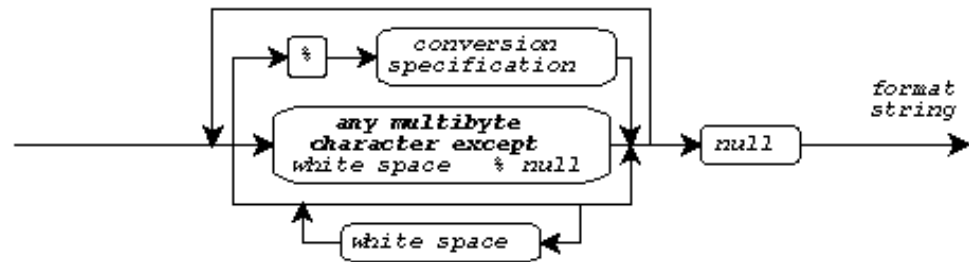 % conversion
specification
format
string
any multibyte
character except
white space % null
null
white space